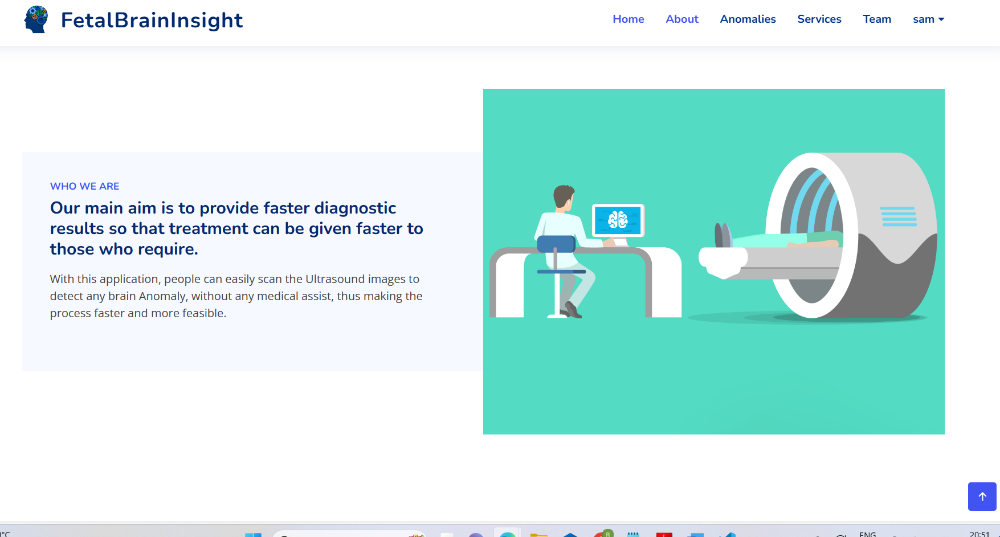 FetalBrainInsight
Home About Anomalies Services Team sam
WHO WE ARE
Our main aim is to provide faster diagnostic
results so that treatment can be given faster to
those who require.
With this application, people can easily scan the Ultrasound images to
detect any brain Anomaly, without any medical assist, thus making the
process faster and more feasible.
°C R ENG 20:51